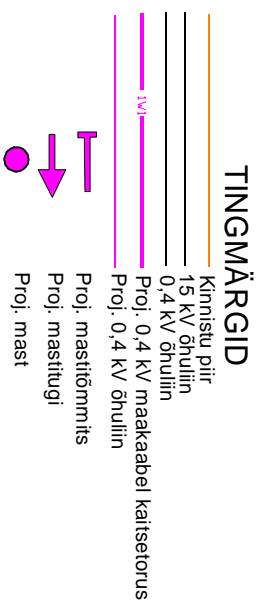 TINGMÄRGID
Kinnistu piir
15 kV õhuliin
0,4 kV õhuliin
1W1
Proj. 0,4 kV maakaabel kaitsetorus
Proj. 0,4 kV õhuliin
Proj. mastitõmmits
Proj. mastitugi
Proj. mast